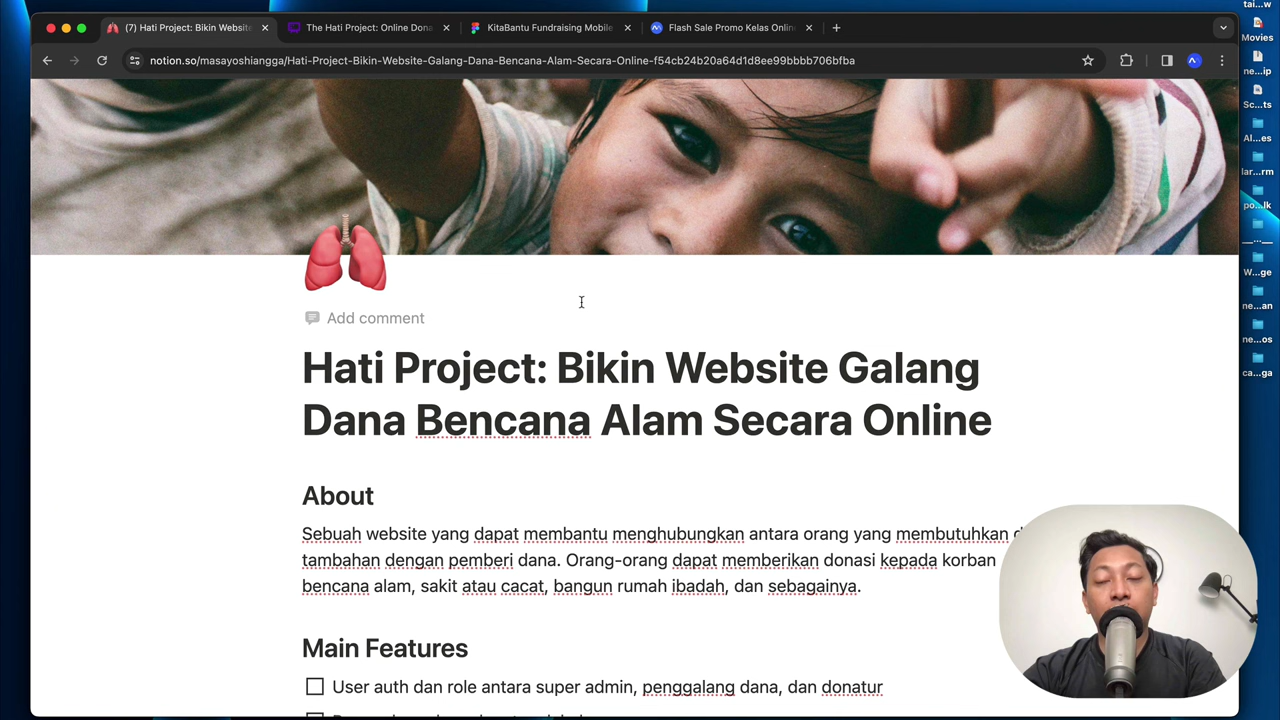 (7) Hati Project: Bikin Website
The Hati Project: Online Dona
KitaBantu Fundraising Mobile
Flash Sale Promo Kelas Onlin
notion.so/masayoshiangga/Hati-Project-Bikin-Website-Galang-Dana-Bencana-Alam-Secara-Online-f54cb24b20a64d1d8ee99bbbb706bfba
tai...w
Movies
ne...ip
Sc...ts
Al...es
lar...rm
po...lk
__...__
W...ge
ne...an
ne...os
ca...ga
Add comment
Hati Project: Bikin Website Galang
Dana Bencana Alam Secara Online
About
Sebuah website yang dapat membantu menghubungkan antara orang yang membutuhkan d
tambahan dengan pemberi dana. Orang-orang dapat memberikan donasi kepada korban
bencana alam, sakit atau cacat, bangun rumah ibadah, dan sebagainya.
Main Features
User auth dan role antara super admin, penggalang dana, dan donatur